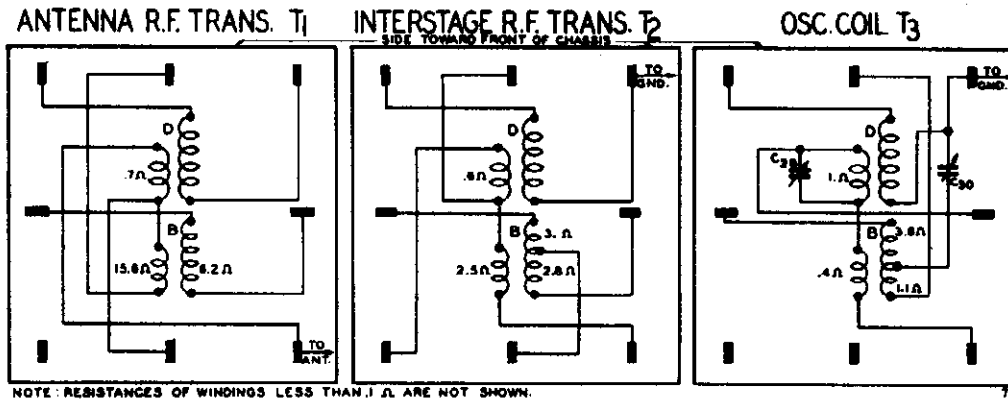 ANTENNA R.F. TRANS. T1
INTERSTAGE R.F. TRANS. T2
OSC. COIL T3
SIDE TOWARD FRONT OF CHASSIS
D
.7Ω
B
15.6Ω
6.2Ω
TO
ANT.
TO
GND.
D
.6Ω
B
3. Ω
2.5Ω
2.8Ω
TO
GND.
D
C30
1.Ω
B
3.8Ω
.4Ω
1.1Ω
NOTE: RESISTANCES OF WINDINGS LESS THAN .1 Ω ARE NOT SHOWN.